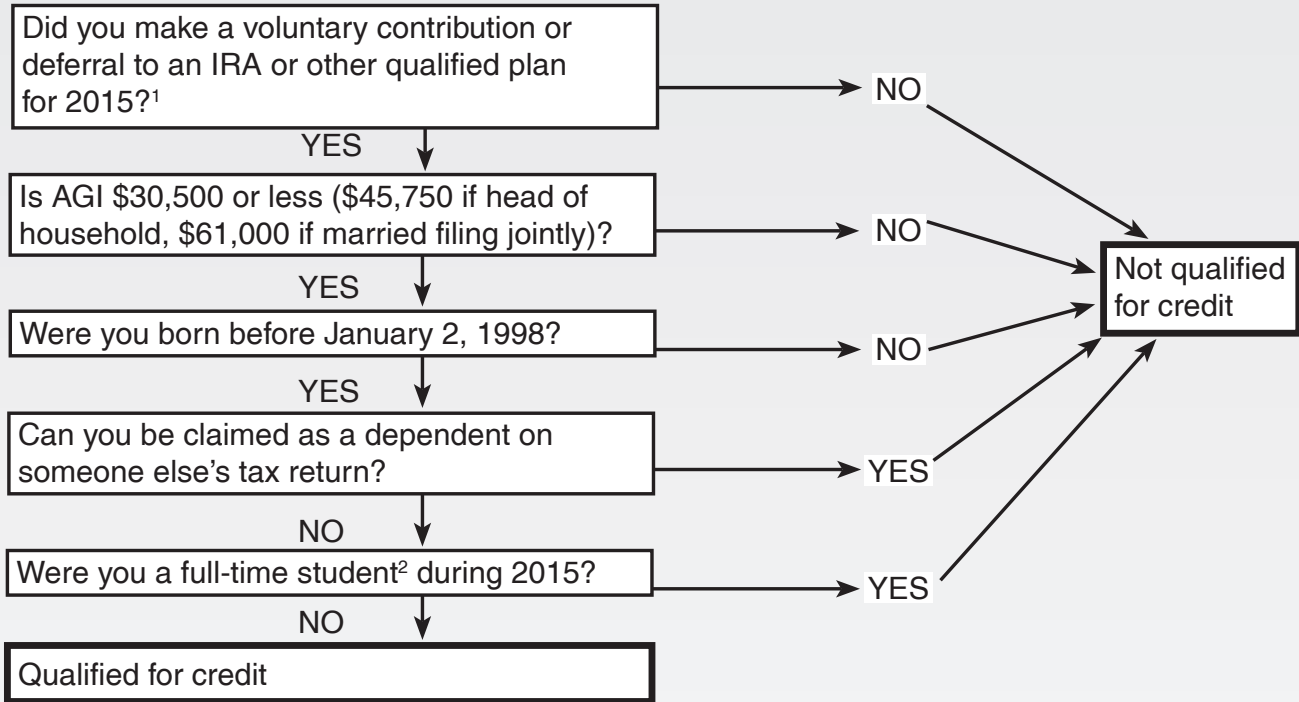 Did you make a voluntary contribution or
deferral to an IRA or other qualified plan
for 2015?¹
NO
YES
Is AGI $30,500 or less ($45,750 if head of
household, $61,000 if married filing jointly)?
NO
Not qualified
for credit
YES
Were you born before January 2, 1998?
NO
YES
Can you be claimed as a dependent on
someone else’s tax return?
YES
NO
Were you a full-time student² during 2015?
YES
NO
Qualified for credit